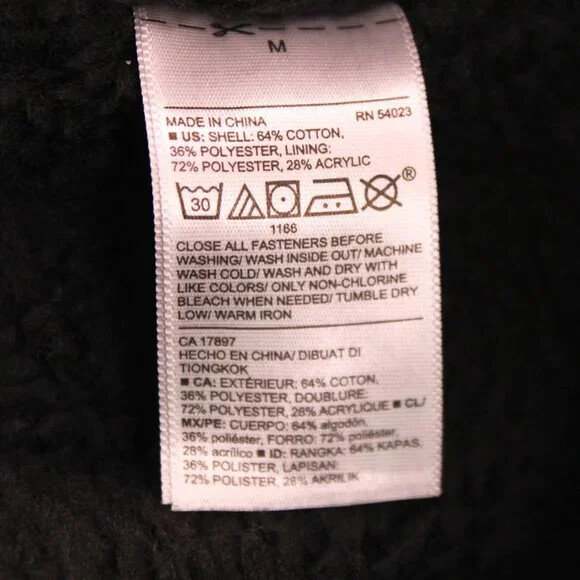 M
MADE IN CHINA RN 54023
■ US: SHELL: 64% COTTON,
36% POLYESTER, LINING:
72% POLYESTER, 28% ACRYLIC
30 ®
1166
CLOSE ALL FASTENERS BEFORE
WASHING/ WASH INSIDE OUT/ MACHINE
WASH COLD/ WASH AND DRY WITH
LIKE COLORS/ ONLY NON-CHLORINE
BLEACH WHEN NEEDED/ TUMBLE DRY
LOW/ WARM IRON
CA 17897
HECHO EN CHINA/ DIBUAT DI
TIONGKOK
■ CA: EXTÉRIEUR: 64% COTON,
36% POLYESTER, DOUBLURE:
72% POLYESTER, 28% ACRYLIQUE ■ CL/
MX/PE: CUERPO: 64% algodón,
36% poliéster, FORRO: 72% poliéster,
28% acrílico ■ ID: RANGKA: 64% KAPAS,
36% POLISTER, LAPISAN:
72% POLISTER, 28% AKRILIK